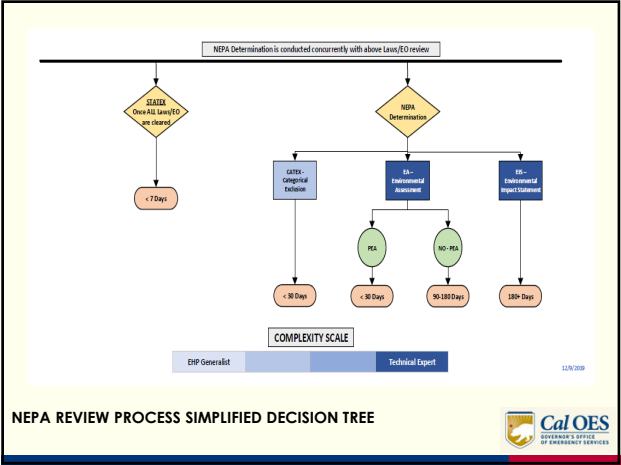 NEPA Determination is conducted concurrently with above Laws/EO review
STATEX
Once ALL Laws/EO
are cleared
NEPA
Determination
CATEX -
Categorical
Exclusion
EA –
Environmental
Assessment
EIS –
Environmental
Impact Statement
< 7 Days
PEA
NO - PEA
< 30 Days
< 30 Days
90-180 Days
180+ Days
COMPLEXITY SCALE
EHP Generalist
Technical Expert
12/9/2019
NEPA REVIEW PROCESS SIMPLIFIED DECISION TREE
Cal OES
GOVERNOR'S OFFICE
OF EMERGENCY SERVICES